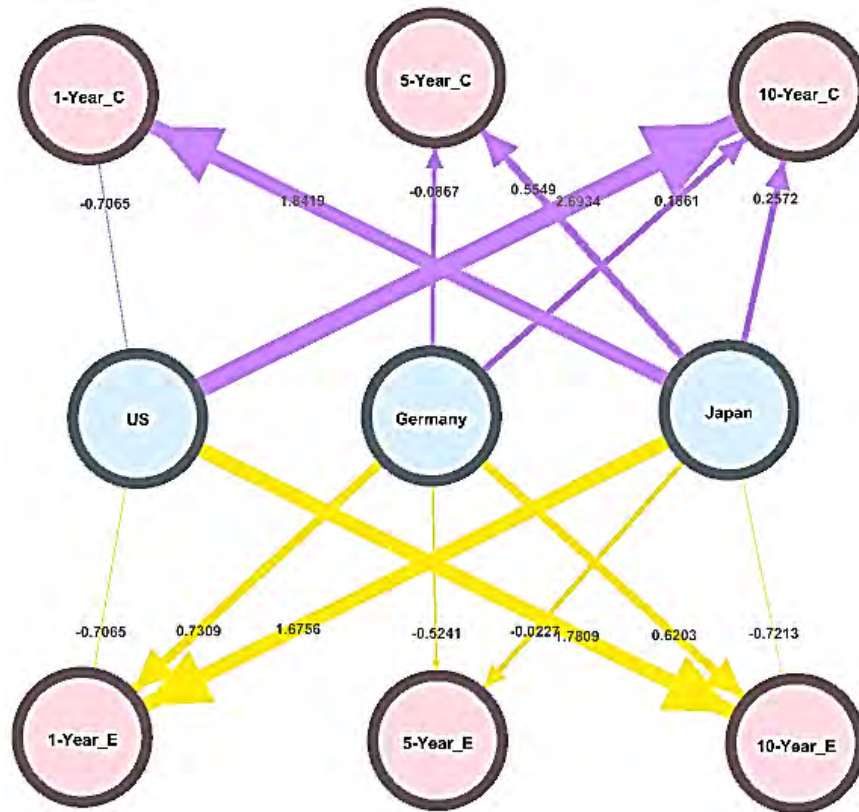 1-Year_C
5-Year_C
10-Year_C
-0.7065
1.8419
-0.0867
0.5549
2.6934
0.1861
0.2572
US
Germany
Japan
-0.7065
0.7309
1.6756
-0.5241
-0.0227
1.7809
0.6203
-0.7213
1-Year_E
5-Year_E
10-Year_E